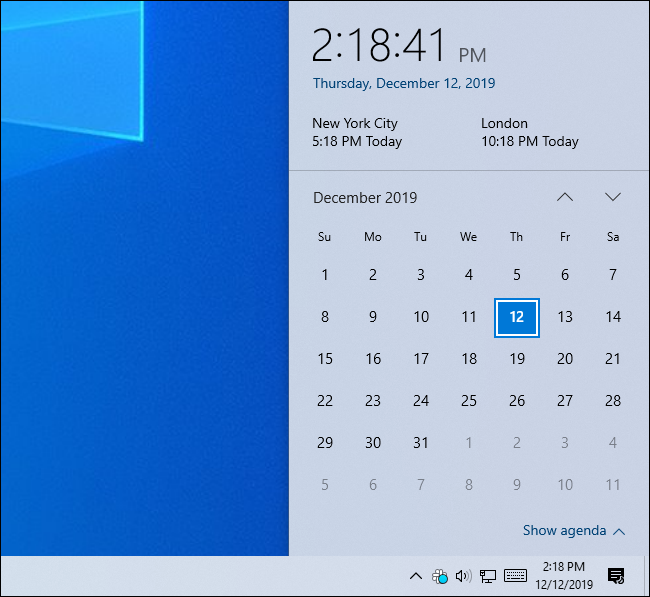 2:18:41 PM
Thursday, December 12, 2019
New York City London
5:18 PM Today 10:18 PM Today
December 2019
Su Mo Tu We Th Fr Sa
1 2 3 4 5 6 7
8 9 10 11 12 13 14
15 16 17 18 19 20 21
22 23 24 25 26 27 28
29 30 31 1 2 3 4
5 6 7 8 9 10 11
Show agenda
2:18 PM
12/12/2019